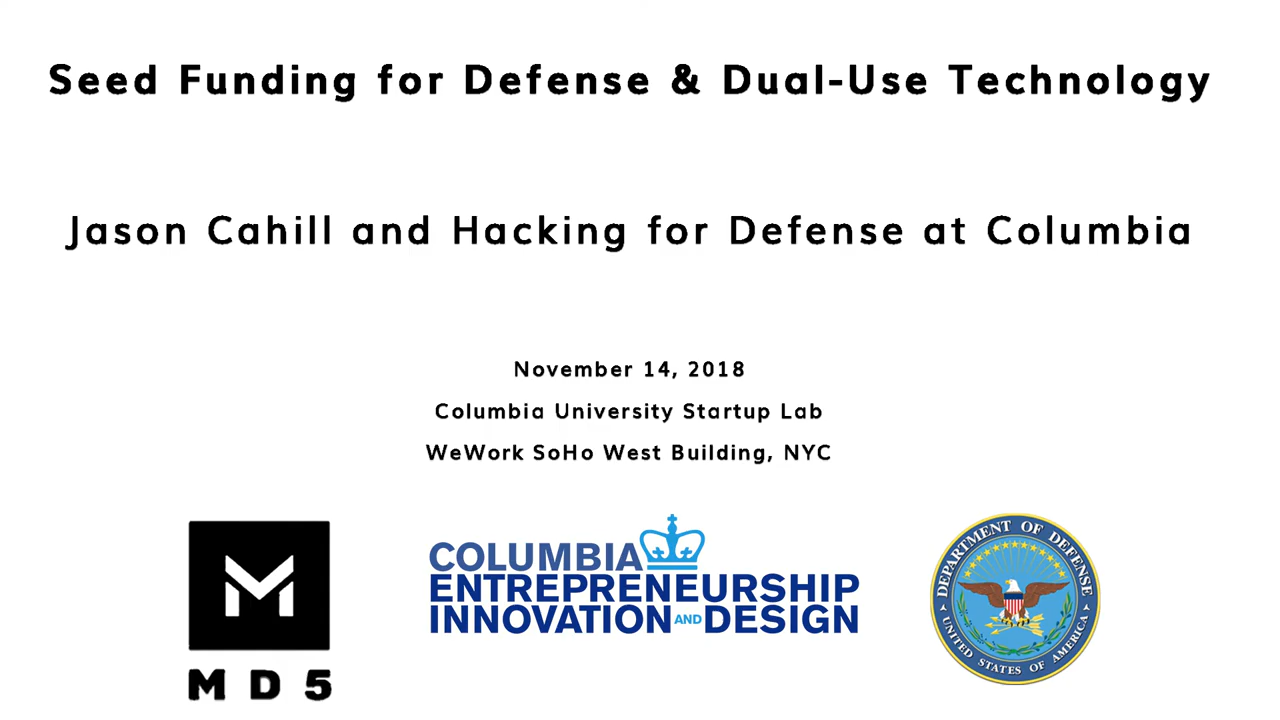 Seed Funding for Defense & Dual-Use Technology
Jason Cahill and Hacking for Defense at Columbia
November 14, 2018
Columbia University Startup Lab
WeWork SoHo West Building, NYC
M
MD5
COLUMBIA
ENTREPRENEURSHIP
INNOVATION AND DESIGN
DEPARTMENT OF DEFENSE
UNITED STATES OF AMERICA